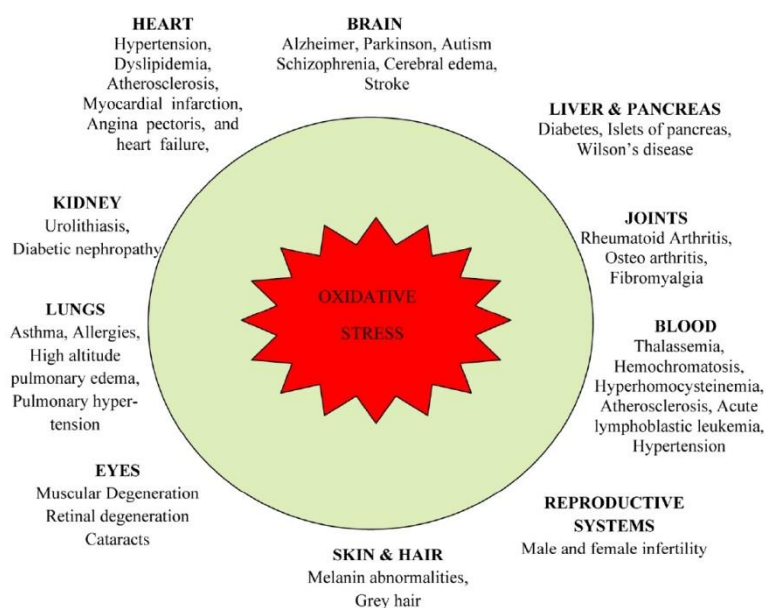 HEART
Hypertension,
Dyslipidemia,
Atherosclerosis,
Myocardial infarction,
Angina pectoris, and
heart failure,
BRAIN
Alzheimer, Parkinson, Autism
Schizophrenia, Cerebral edema,
Stroke
LIVER & PANCREAS
Diabetes, Islets of pancreas,
Wilson’s disease
KIDNEY
Urolithiasis,
Diabetic nephropathy
JOINTS
Rheumatoid Arthritis,
Osteo arthritis,
Fibromyalgia
OXIDATIVE
STRESS
LUNGS
Asthma, Allergies,
High altitude
pulmonary edema,
Pulmonary hyper-
tension
BLOOD
Thalassemia,
Hemochromatosis,
Hyperhomocysteinemia,
Atherosclerosis, Acute
lymphoblastic leukemia,
Hypertension
EYES
Muscular Degeneration
Retinal degeneration
Cataracts
REPRODUCTIVE
SYSTEMS
Male and female infertility
SKIN & HAIR
Melanin abnormalities,
Grey hair